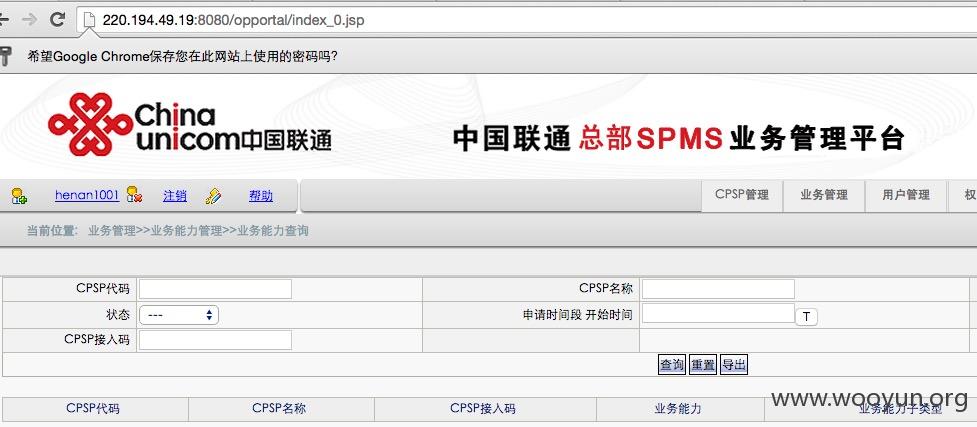 220.194.49.19:8080/opportal/index_0.jsp
希望Google Chrome保存您在此网站上使用的密码吗?
China unicom中国联通
中国联通总部SPMS业务管理平台
henan1001 注销 帮助 CPSP管理 业务管理 用户管理 权
当前位置: 业务管理>>业务能力管理>>业务能力查询
CPSP代码 CPSP名称
状态 --- 申请时间段 开始时间 T
CPSP接入码
查询 重置 导出
CPSP代码 CPSP名称 CPSP接入码 业务能力 业务能力子类型
www.wooyun.org